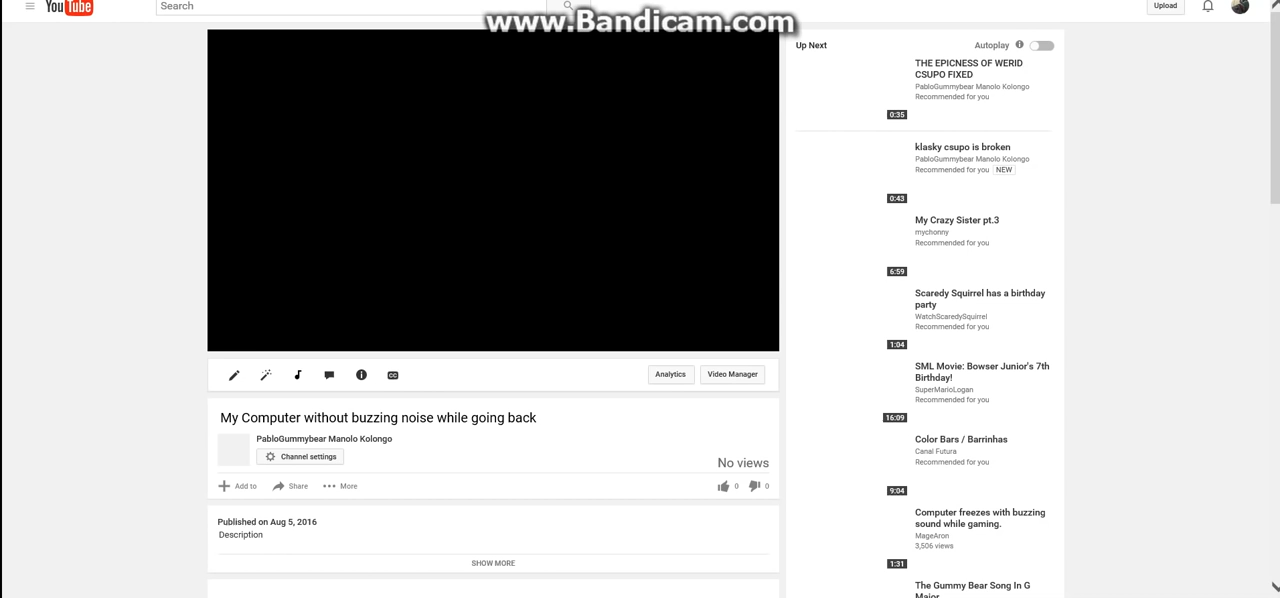 YouTube
Search
www.Bandicam.com
Upload
Up Next
Autoplay
THE EPICNESS OF WERID
CSUPO FIXED
PabloGummybear Manolo Kolongo
Recommended for you
0:35
klasky csupo is broken
PabloGummybear Manolo Kolongo
Recommended for you NEW
0:43
My Crazy Sister pt.3
mychonny
Recommended for you
6:59
Scaredy Squirrel has a birthday
party
WatchScaredySquirrel
Recommended for you
1:04
SML Movie: Bowser Junior's 7th
Birthday!
SuperMarioLogan
Recommended for you
16:09
Color Bars / Barrinhas
Canal Futura
Recommended for you
9:04
Computer freezes with buzzing
sound while gaming.
MageAron
3,506 views
1:31
The Gummy Bear Song In G
Major
CC
Analytics
Video Manager
My Computer without buzzing noise while going back
PabloGummybear Manolo Kolongo
Channel settings
No views
Add to
Share
More
0
0
Published on Aug 5, 2016
Description
SHOW MORE